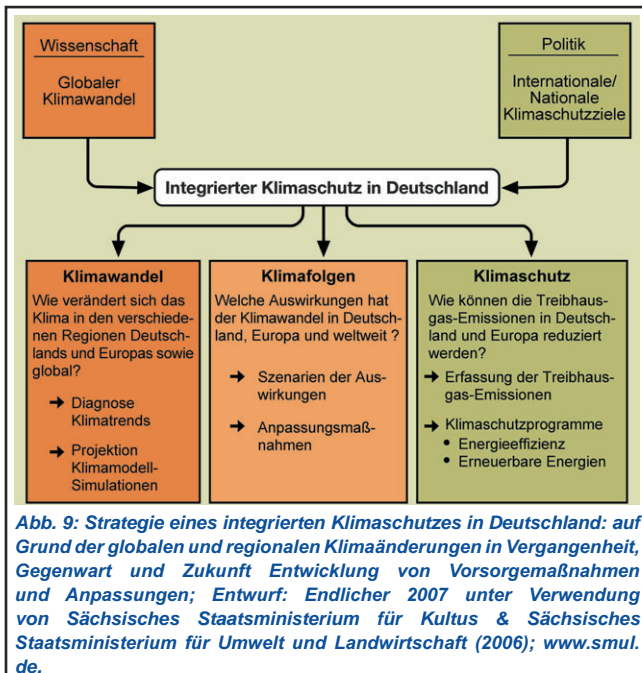 Wissenschaft
Globaler
Klimawandel
Politik
Internationale/
Nationale
Klimaschutzziele
Integrierter Klimaschutz in Deutschland
Klimawandel
Wie verändert sich das
Klima in den verschiede-
nen Regionen Deutsch-
lands und Europas sowie
global?
→ Diagnose
Klimatrends
→ Projektion
Klimamodell-
Simulationen
Klimafolgen
Welche Auswirkungen hat
der Klimawandel in Deutsch-
land, Europa und weltweit ?
→ Szenarien der Aus-
wirkungen
→ Anpassungsmaß-
nahmen
Klimaschutz
Wie können die Treibhaus-
gas-Emissionen in Deutsch-
land und Europa reduziert
werden?
→ Erfassung der Treibhaus-
gas-Emissionen
→ Klimaschutzprogramme
• Energieeffizienz
• Erneuerbare Energien
Abb. 9: Strategie eines integrierten Klimaschutzes in Deutschland: auf
Grund der globalen und regionalen Klimaänderungen in Vergangenheit,
Gegenwart und Zukunft Entwicklung von Vorsorgemaßnahmen
und Anpassungen; Entwurf: Endlicher 2007 unter Verwendung
von Sächsisches Staatsministerium für Kultus & Sächsisches
Staatsministerium für Umwelt und Landwirtschaft (2006); www.smul.
de.